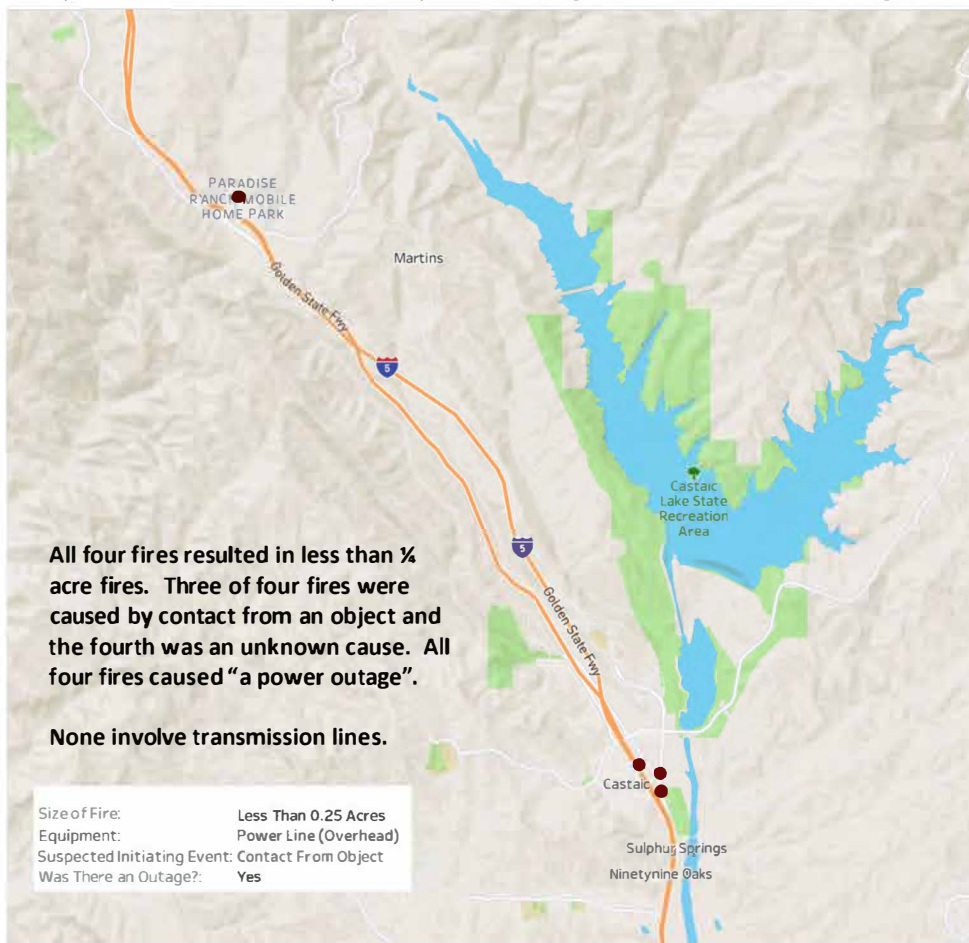 PARADISE
RANCH MOBILE
HOME PARK
Martins
Golden State Fwy
5
Castaic
Lake State
Recreation
Area
5
Golden State Fwy
All four fires resulted in less than ¼
acre fires. Three of four fires were
caused by contact from an object and
the fourth was an unknown cause. All
four fires caused “a power outage”.
None involve transmission lines.
Castaic
Size of Fire: Less Than 0.25 Acres
Equipment: Power Line (Overhead)
Suspected Initiating Event: Contact From Object
Was There an Outage?: Yes
Sulphur Springs
Ninetynine Oaks